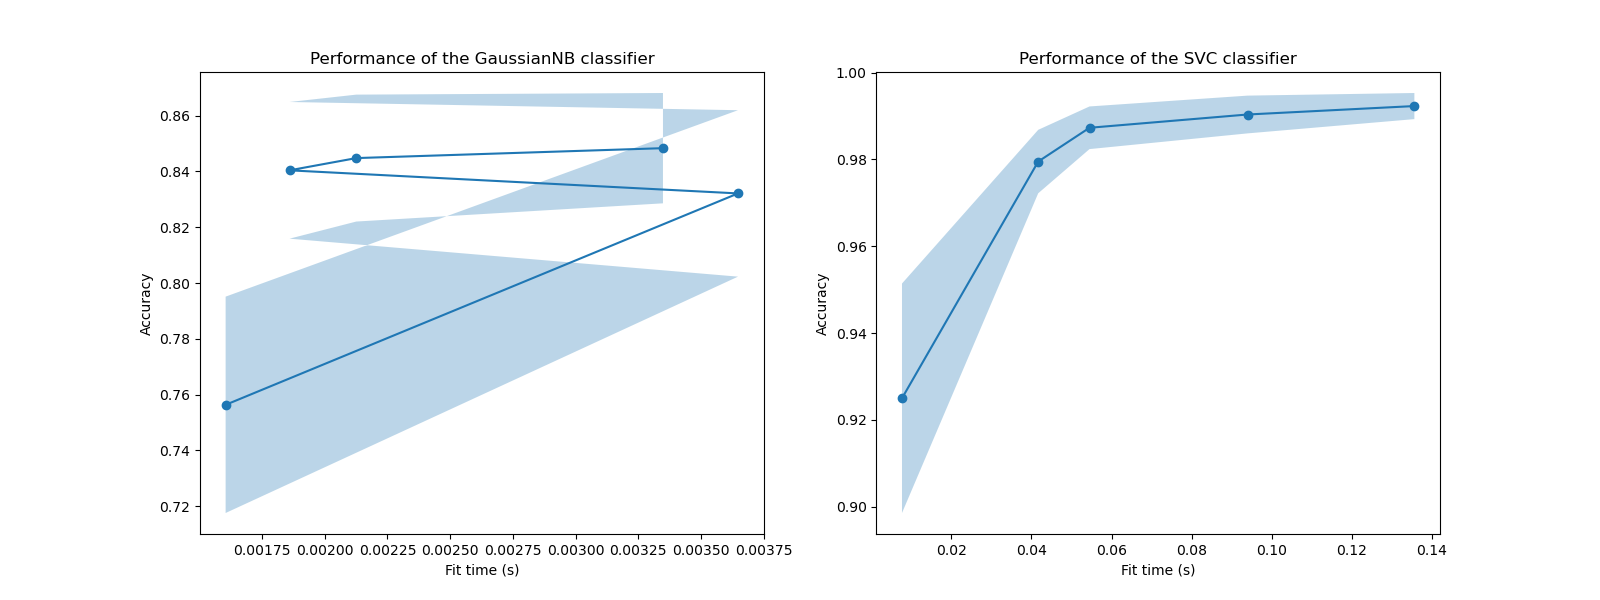 Performance of the GaussianNB classifier
0.86
0.84
0.82
0.80
0.78
0.76
0.74
0.72
Accuracy
0.00175 0.00200 0.00225 0.00250 0.00275 0.00300 0.00325 0.00350 0.00375
Fit time (s)
Performance of the SVC classifier
1.00
0.98
0.96
0.94
0.92
0.90
Accuracy
0.02 0.04 0.06 0.08 0.10 0.12 0.14
Fit time (s)